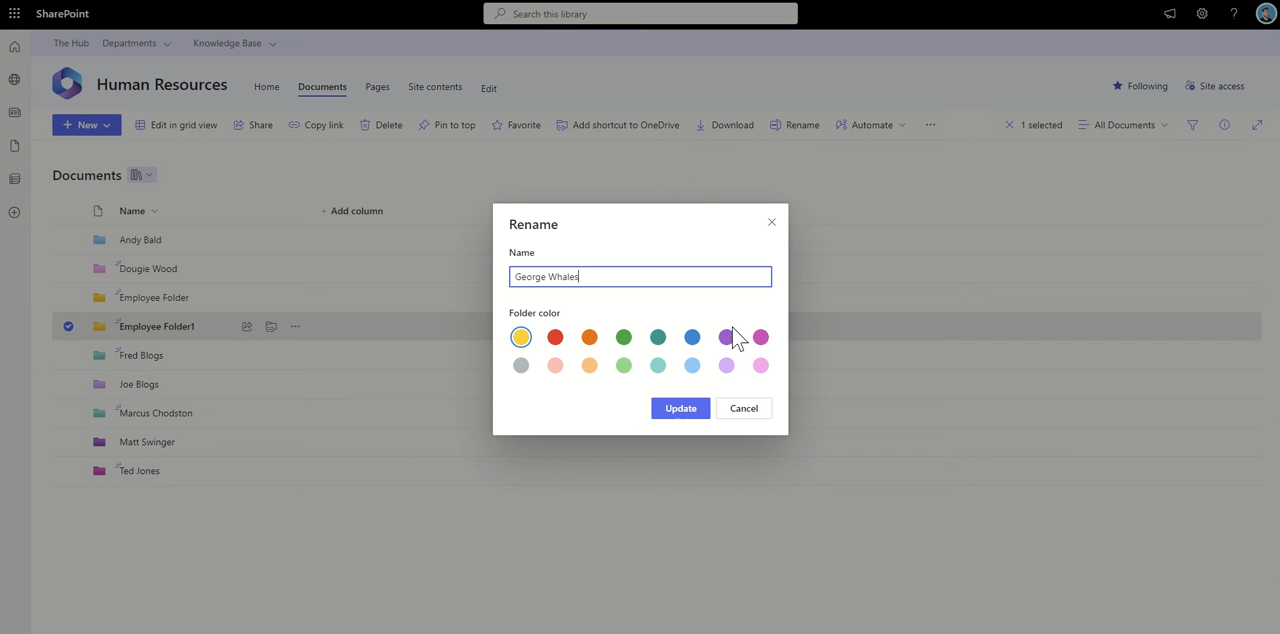 SharePoint
Search this library
The Hub Departments Knowledge Base
Human Resources Home Documents Pages Site contents Edit Following Site access
+ New Edit in grid view Share Copy link Delete Pin to top Favorite Add shortcut to OneDrive Download Rename Automate ... 1 selected All Documents
Documents
Name + Add column
Andy Bald
Dougie Wood
Employee Folder
Employee Folder1 ...
Fred Blogs
Joe Blogs
Marcus Chodston
Matt Swinger
Ted Jones
Rename
Name
George Whales
Folder color
Update Cancel